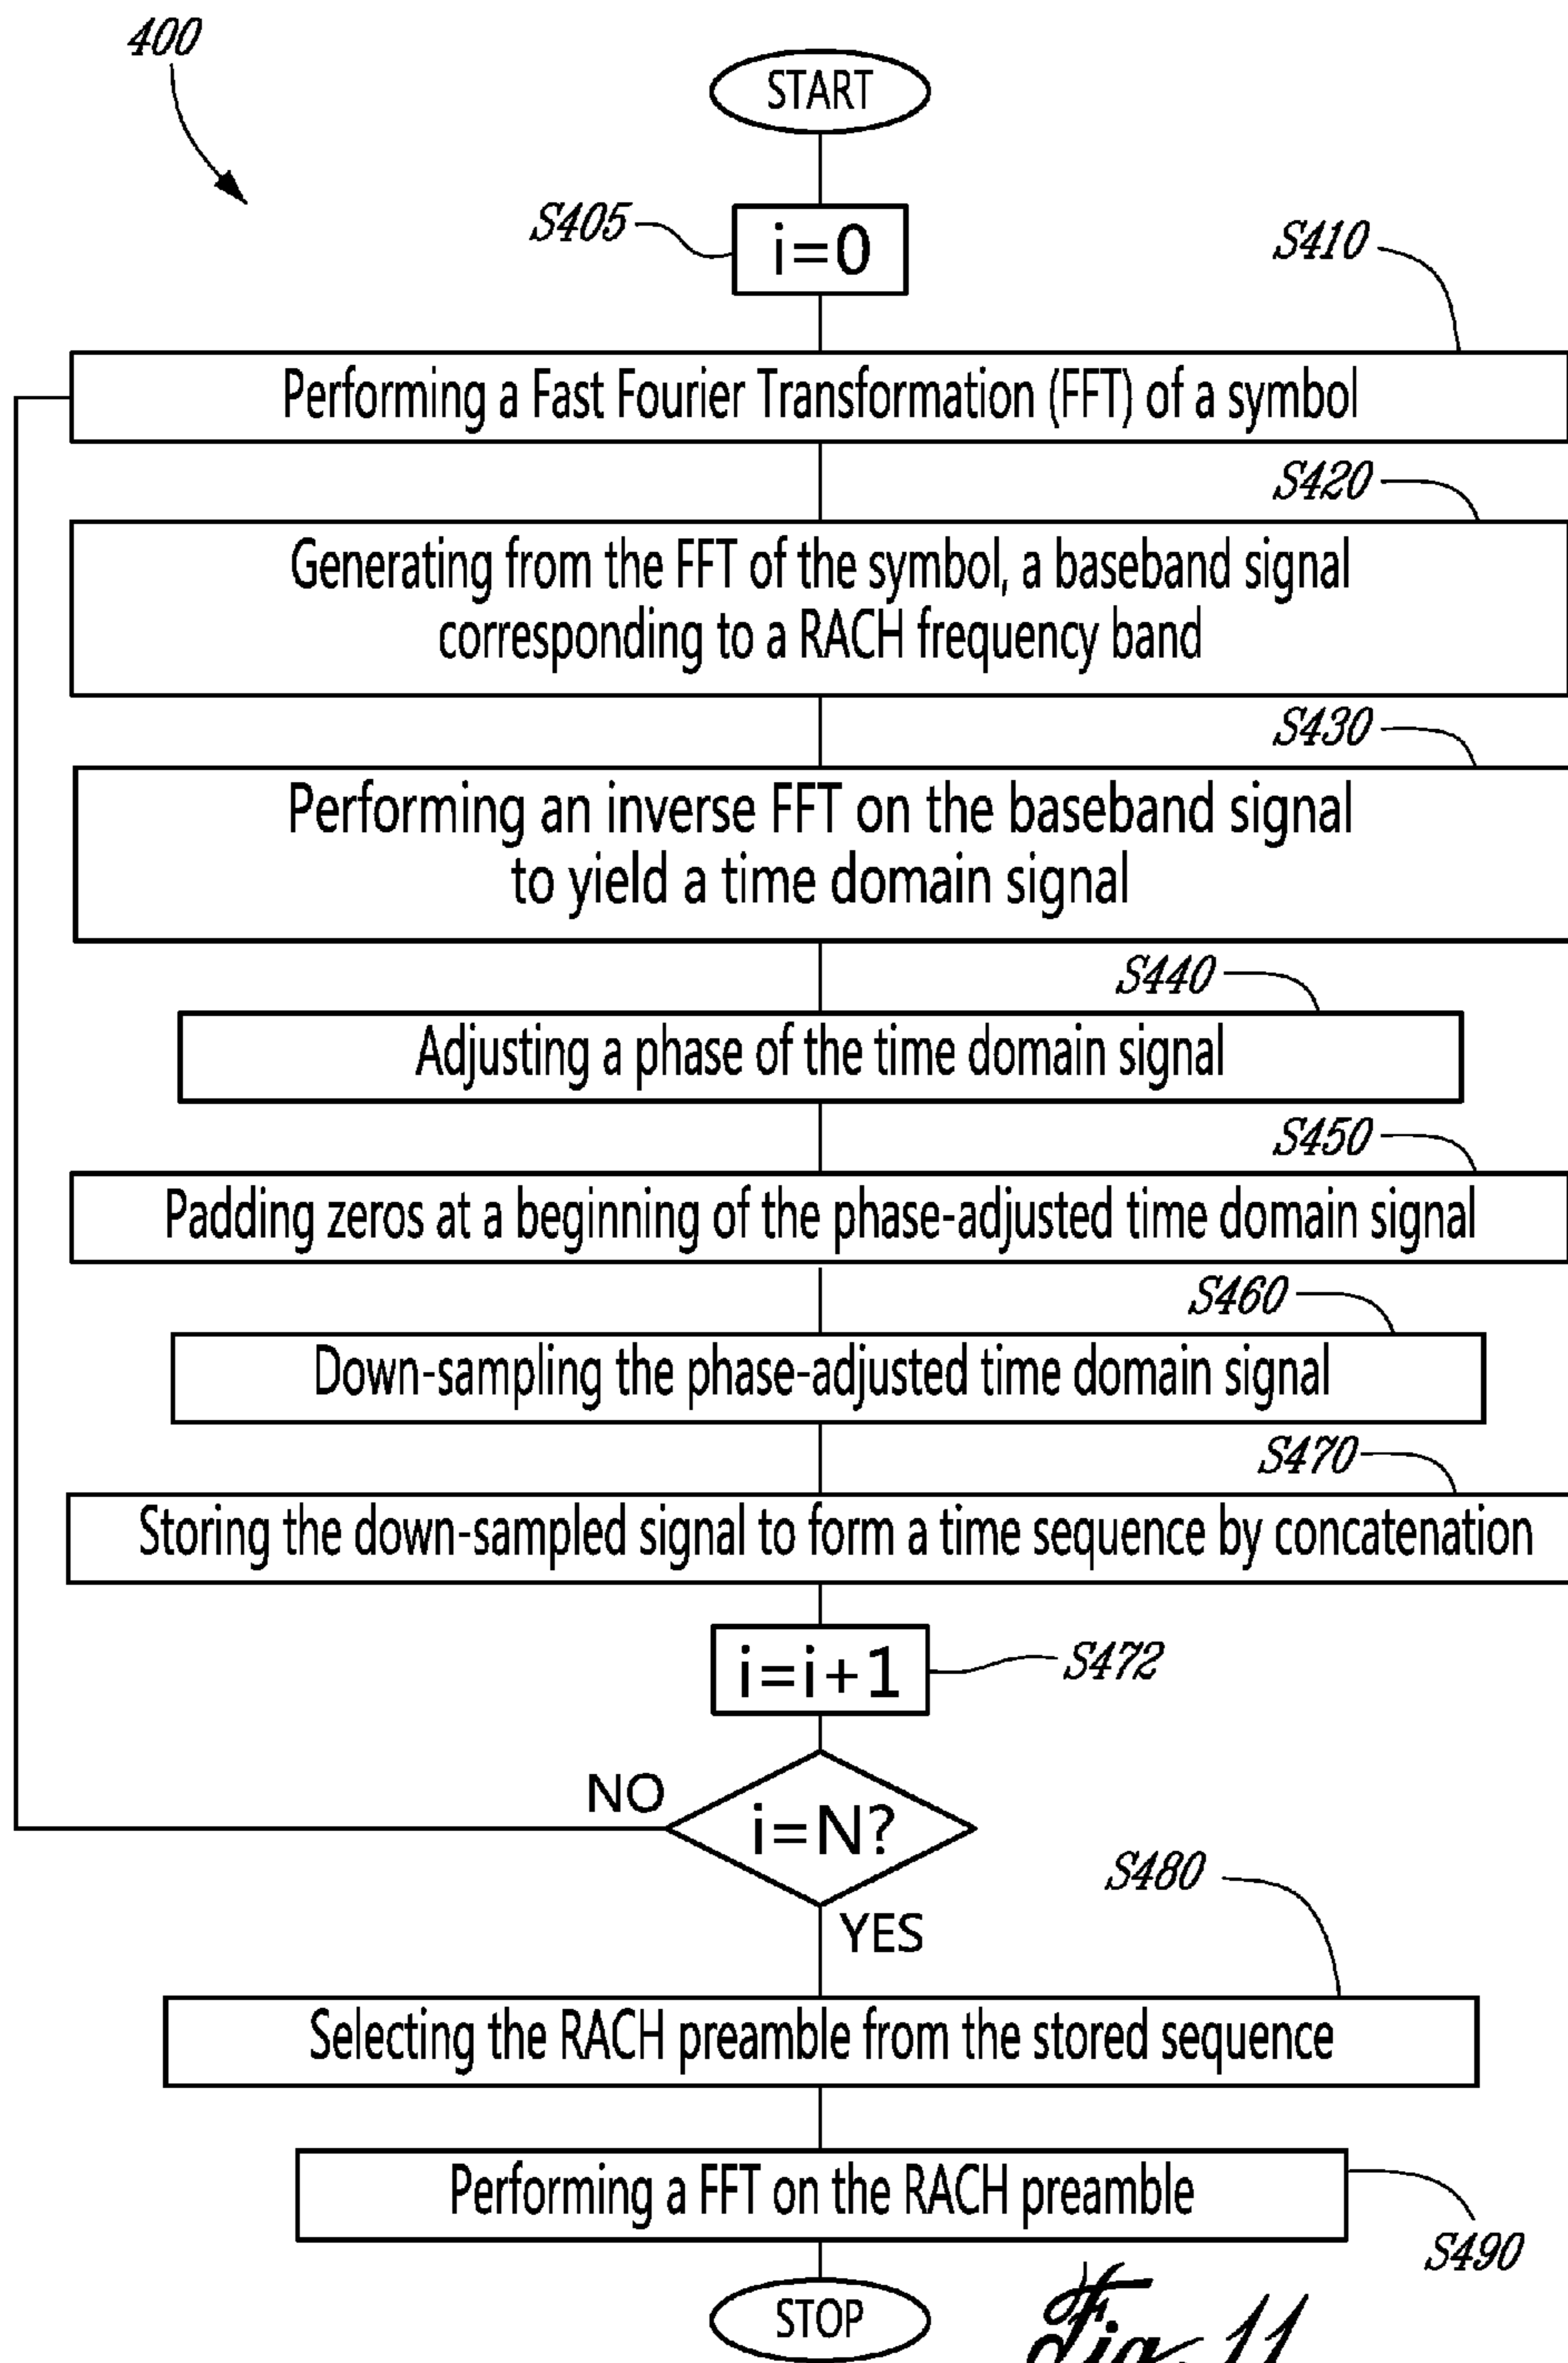 400
START
S405
i=0
S410
Performing a Fast Fourier Transformation (FFT) of a symbol
S420
Generating from the FFT of the symbol, a baseband signal
corresponding to a RACH frequency band
S430
Performing an inverse FFT on the baseband signal
to yield a time domain signal
S440
Adjusting a phase of the time domain signal
S450
Padding zeros at a beginning of the phase-adjusted time domain signal
S460
Down-sampling the phase-adjusted time domain signal
S470
Storing the down-sampled signal to form a time sequence by concatenation
i=i+1
S472
NO
i=N?
S480
YES
Selecting the RACH preamble from the stored sequence
Performing a FFT on the RACH preamble
S490
STOP
Fig. 11